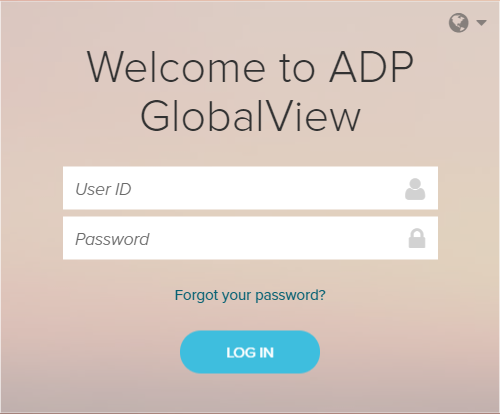 Welcome to ADP
GlobalView
User ID
Password
Forgot your password?
LOG IN